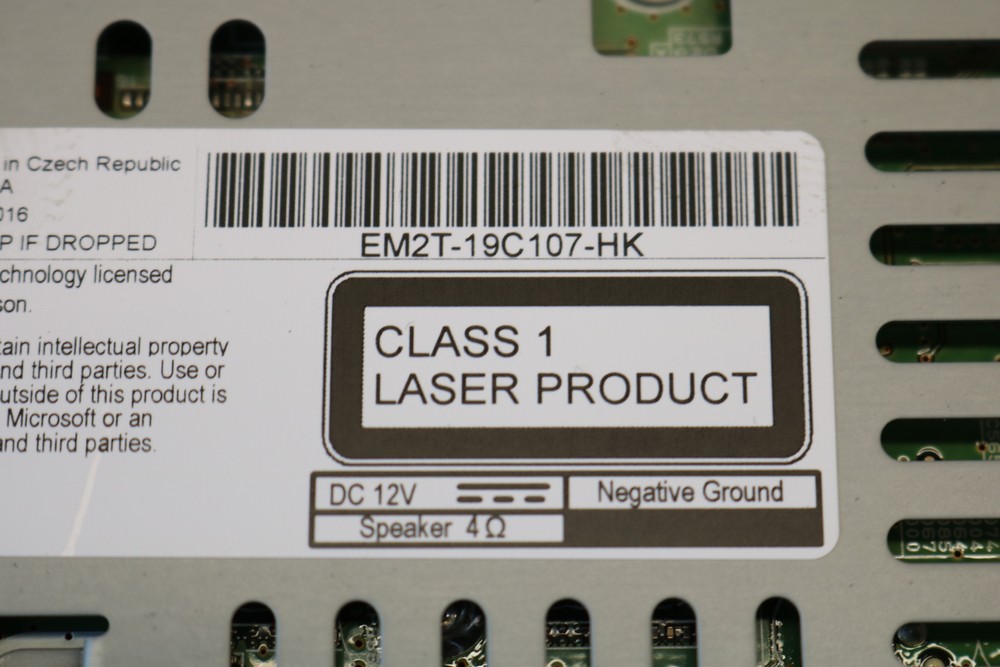 in Czech Republic
A
016
P IF DROPPED
EM2T-19C107-HK
chnology licensed
son.
tain intellectual property
nd third parties. Use or
utside of this product is
Microsoft or an
and third parties.
CLASS 1
LASER PRODUCT
DC 12V
Negative Ground
Speaker 4Ω